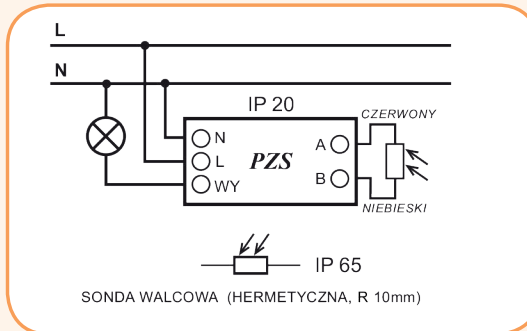 L
N
IP 20
CZERWONY
N
A
L
PZS
WY
B
NIEBIESKI
IP 65
SONDA WALCOWA (HERMETYCZNA, R 10mm)